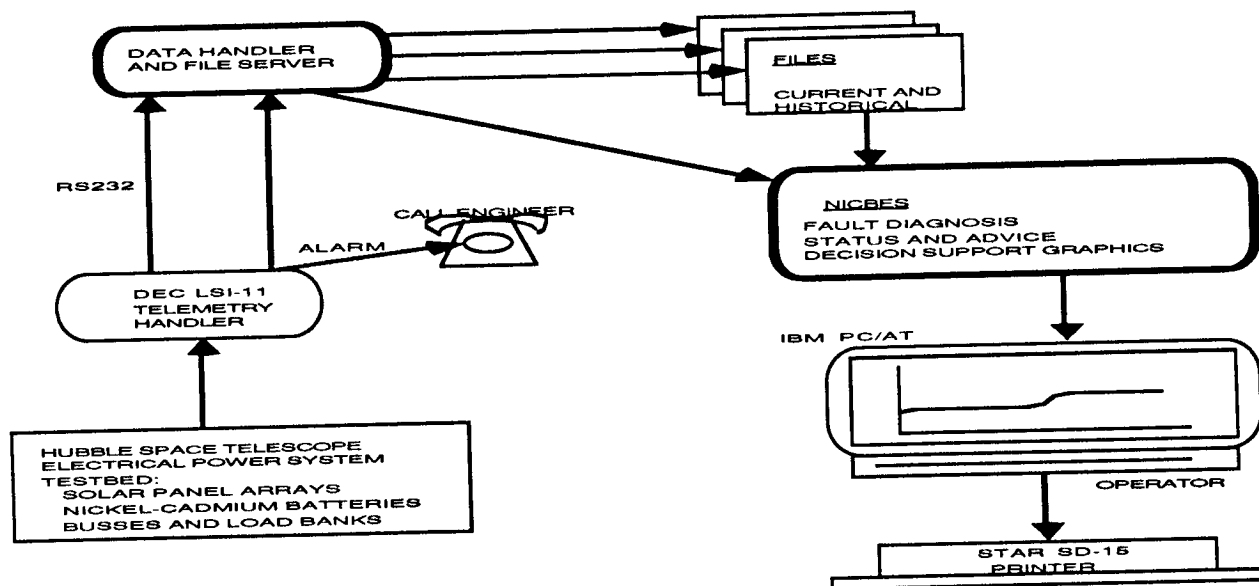 DATA HANDLER
AND FILE SERVER
FILES
CURRENT AND
HISTORICAL
RS232
CALL ENGINEER
ALARM
NICBES
FAULT DIAGNOSIS
STATUS AND ADVICE
DECISION SUPPORT GRAPHICS
DEC LSI-11
TELEMETRY
HANDLER
IBM PC/AT
HUBBLE SPACE TELESCOPE
ELECTRICAL POWER SYSTEM
TESTBED:
SOLAR PANEL ARRAYS
NICKEL-CADMIUM BATTERIES
BUSSES AND LOAD BANKS
OPERATOR
STAR SD-15
PRINTER